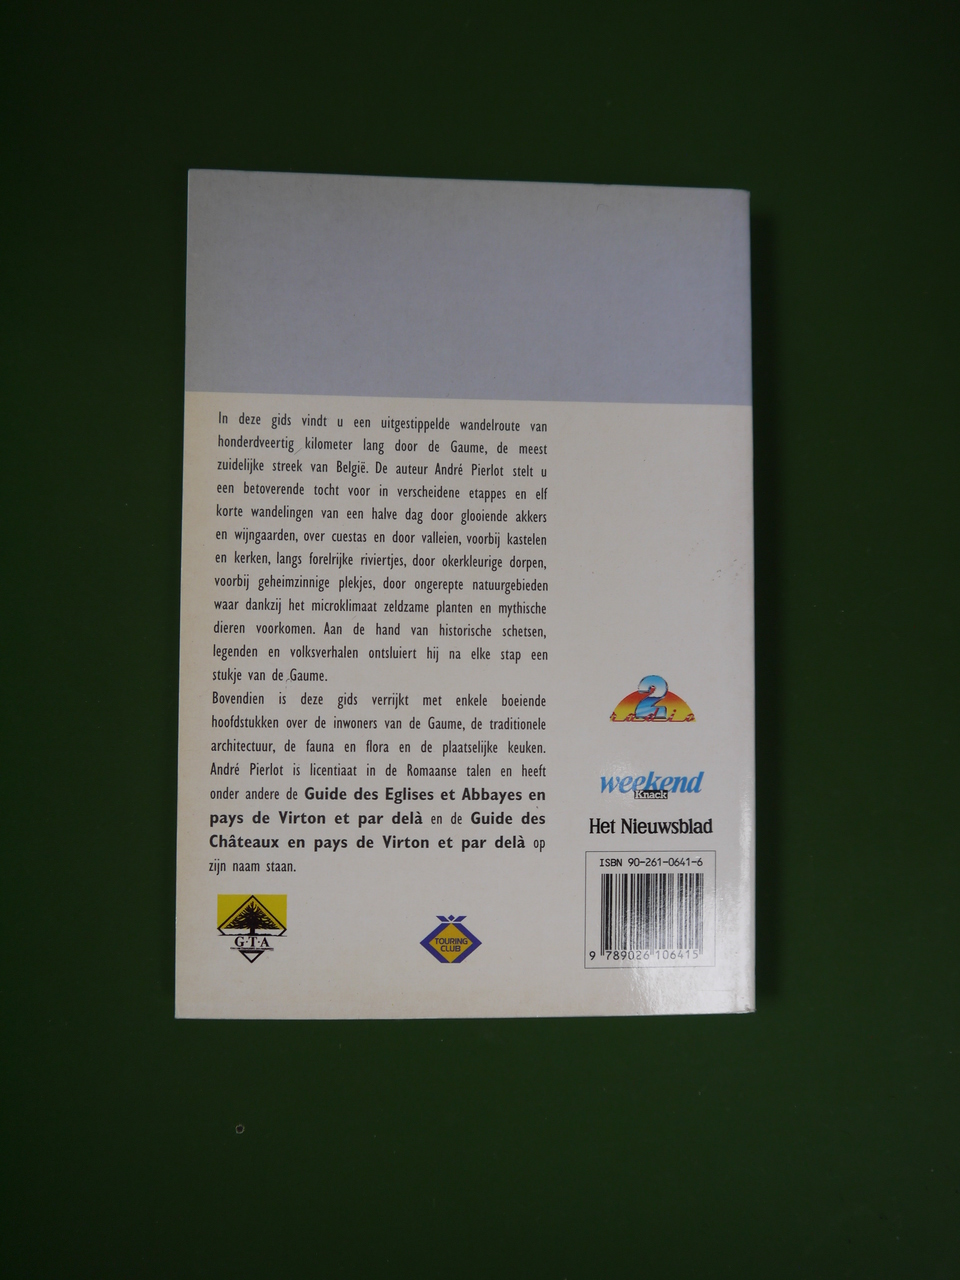 In deze gids vindt u een uitgestippelde wandelroute van
honderdveertig kilometer lang door de Gaume, de meest
zuidelijke streek van België. De auteur André Pierlot stelt u
een betoverende tocht voor in verscheidene etappes en elf
korte wandelingen van een halve dag door glooiende akkers
en wijngaarden, over cuestas en door valleien, voorbij kastelen
en kerken, langs forelrijke riviertjes, door okerkleurige dorpen,
voorbij geheimzinnige plekjes, door ongerepte natuurgebieden
waar dankzij het microklimaat zeldzame planten en mythische
dieren voorkomen. Aan de hand van historische schetsen,
legenden en volksverhalen ontsluiert hij na elke stap een
stukje van de Gaume.
Bovendien is deze gids verrijkt met enkele boeiende
hoofdstukken over de inwoners van de Gaume, de traditionele
architectuur, de fauna en flora en de plaatselijke keuken.
André Pierlot is licentiaat in de Romaanse talen en heeft
onder andere de Guide des Eglises et Abbayes en
pays de Virton et par delà en de Guide des
Châteaux en pays de Virton et par delà op
zijn naam staan.
2
radio
weekend
Knack
Het Nieuwsblad
ISBN 90-261-0641-6
9 789026 106415
G·T·A
TOURING
CLUB